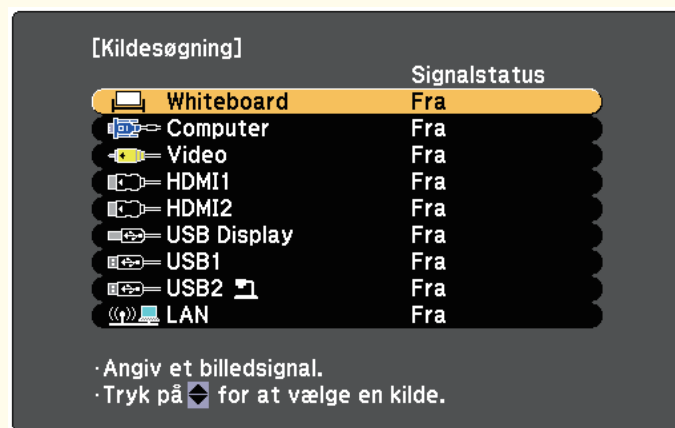 [Kildesøgning]
Signalstatus
Whiteboard Fra
Computer Fra
Video Fra
HDMI1 Fra
HDMI2 Fra
USB Display Fra
USB1 Fra
USB2 Fra
LAN Fra
·Angiv et billedsignal.
·Tryk på for at vælge en kilde.